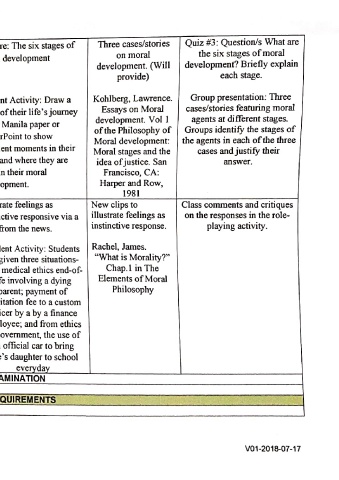 re: The six stages of
development
nt Activity: Draw a
of their life's journey
Manila paper or
rPoint to show
ent moments in their
and where they are
n their moral
opment.
Three cases/stories
on moral
development. (Will
provide)
Kohlberg, Lawrence.
Essays on Moral
development. Vol 1
of the Philosophy of
Moral development:
Moral stages and the
idea of justice. San
Francisco, CA:
Harper and Row,
1981
Quiz #3: Question/s What are
the six stages of moral
development? Briefly explain
each stage.
Group presentation: Three
cases/stories featuring moral
agents at different stages.
Groups identify the stages of
the agents in each of the three
cases and justify their
answer.
rate feelings as
ctive responsive via a
from the news.
lent Activity: Students
given three situations-
medical ethics end-of-
fe involving a dying
parent; payment of
itation fee to a custom
icer by a by a finance
loyee; and from ethics
overnment, the use of
official car to bring
e's daughter to school
everyday
New clips to
illustrate feelings as
instinctive response.
Rachel, James.
"What is Morality?"
Chap.1 in The
Elements of Moral
Philosophy
Class comments and critiques
on the responses in the role-
playing activity.
AMINATION
QUIREMENTS
V01-2018-07-17